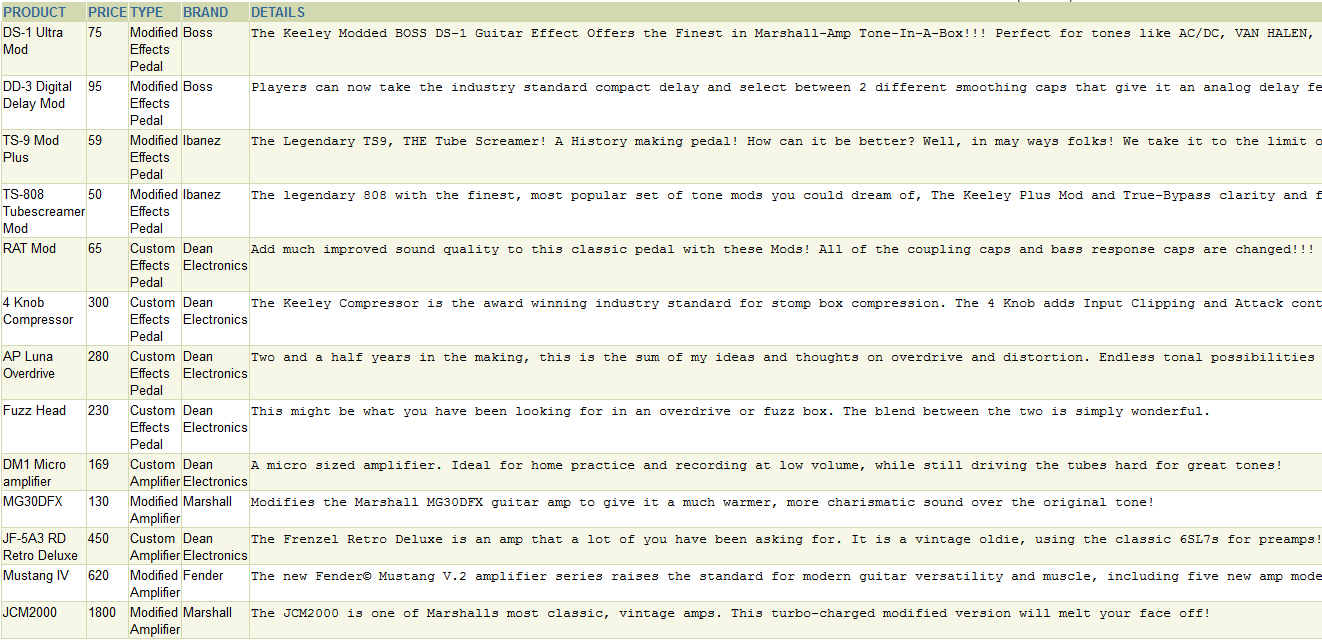 PRODUCT PRICE TYPE BRAND DETAILS
DS-1 Ultra Mod 75 Modified Effects Pedal Boss The Keeley Modded BOSS DS-1 Guitar Effect Offers the Finest in Marshall-Amp Tone-In-A-Box!!! Perfect for tones like AC/DC, VAN HALEN,
DD-3 Digital Delay Mod 95 Modified Effects Pedal Boss Players can now take the industry standard compact delay and select between 2 different smoothing caps that give it an analog delay fe
TS-9 Mod Plus 59 Modified Effects Pedal Ibanez The Legendary TS9, THE Tube Screamer! A History making pedal! How can it be better? Well, in may ways folks! We take it to the limit o
TS-808 Tubescreamer Mod 50 Modified Effects Pedal Ibanez The legendary 808 with the finest, most popular set of tone mods you could dream of, The Keeley Plus Mod and True-Bypass clarity and f
RAT Mod 65 Custom Effects Pedal Dean Electronics Add much improved sound quality to this classic pedal with these Mods! All of the coupling caps and bass response caps are changed!!!
4 Knob Compressor 300 Custom Effects Pedal Dean Electronics The Keeley Compressor is the award winning industry standard for stomp box compression. The 4 Knob adds Input Clipping and Attack cont
AP Luna Overdrive 280 Custom Effects Pedal Dean Electronics Two and a half years in the making, this is the sum of my ideas and thoughts on overdrive and distortion. Endless tonal possibilities
Fuzz Head 230 Custom Effects Pedal Dean Electronics This might be what you have been looking for in an overdrive or fuzz box. The blend between the two is simply wonderful.
DM1 Micro amplifier 169 Custom Amplifier Dean Electronics A micro sized amplifier. Ideal for home practice and recording at low volume, while still driving the tubes hard for great tones!
MG30DFX 130 Modified Amplifier Marshall Modifies the Marshall MG30DFX guitar amp to give it a much warmer, more charismatic sound over the original tone!
JF-5A3 RD Retro Deluxe 450 Custom Amplifier Dean Electronics The Frenzel Retro Deluxe is an amp that a lot of you have been asking for. It is a vintage oldie, using the classic 6SL7s for preamps!
Mustang IV 620 Modified Amplifier Fender The new Fender© Mustang V.2 amplifier series raises the standard for modern guitar versatility and muscle, including five new amp mode
JCM2000 1800 Modified Amplifier Marshall The JCM2000 is one of Marshalls most classic, vintage amps. This turbo-charged modified version will melt your face off!